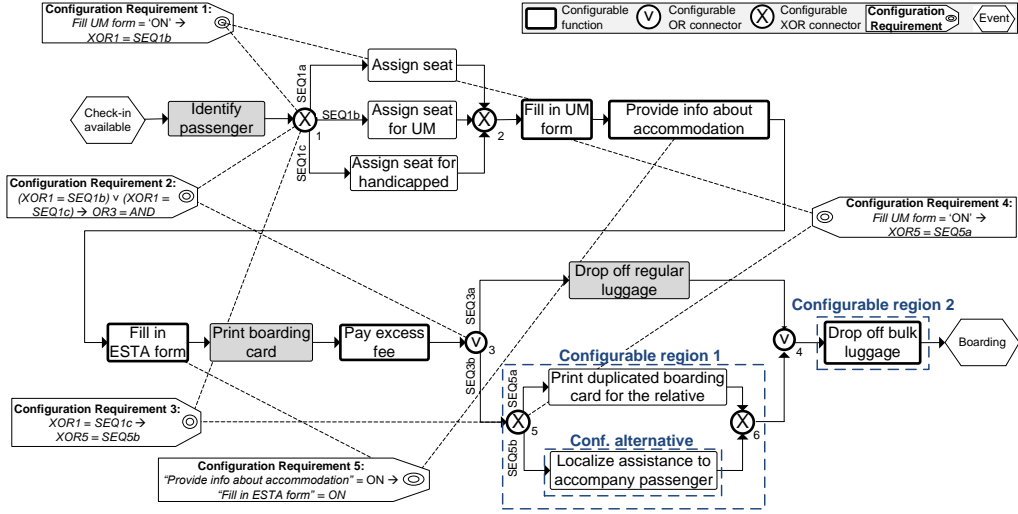 Configuration Requirement 1:
Fill UM form = ‘ON’ →
XOR1 = SEQ1b
Configurable
function
V
Configurable
OR connector
X
Configurable
XOR connector
Configuration
Requirement
Event
Check-in
available
Identify
passenger
X
1
SEQ1a
SEQ1b
SEQ1c
Assign seat
Assign seat
for UM
Assign seat for
handicapped
X
2
Fill in UM
form
Provide info about
accommodation
Configuration Requirement 2:
(XOR1 = SEQ1b) v (XOR1 =
SEQ1c) → OR3 = AND
Configuration Requirement 4:
Fill UM form = ‘ON’ →
XOR5 = SEQ5a
Fill in
ESTA form
Print boarding
card
Pay excess
fee
V
3
SEQ3a
SEQ3b
Drop off regular
luggage
Configurable region 1
X
5
SEQ5a
SEQ5b
Print duplicated boarding
card for the relative
Conf. alternative
Localize assistance to
accompany passenger
X
6
V
4
Configurable region 2
Drop off bulk
luggage
Boarding
Configuration Requirement 3:
XOR1 = SEQ1c →
XOR5 = SEQ5b
Configuration Requirement 5:
“Provide info about accommodation” = ON →
“Fill in ESTA form” = ON